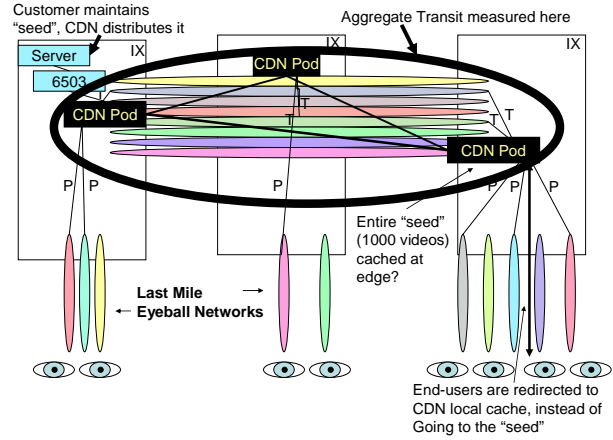 Customer maintains
“seed”, CDN distributes it
Aggregate Transit measured here
IX
IX
Server
6503
CDN Pod
CDN Pod
T
T
T
T
CDN Pod
P
P
P
P
P
P
Entire “seed”
(1000 videos)
cached at
edge?
Last Mile
Eyeball Networks
End-users are redirected to
CDN local cache, instead of
Going to the “seed”